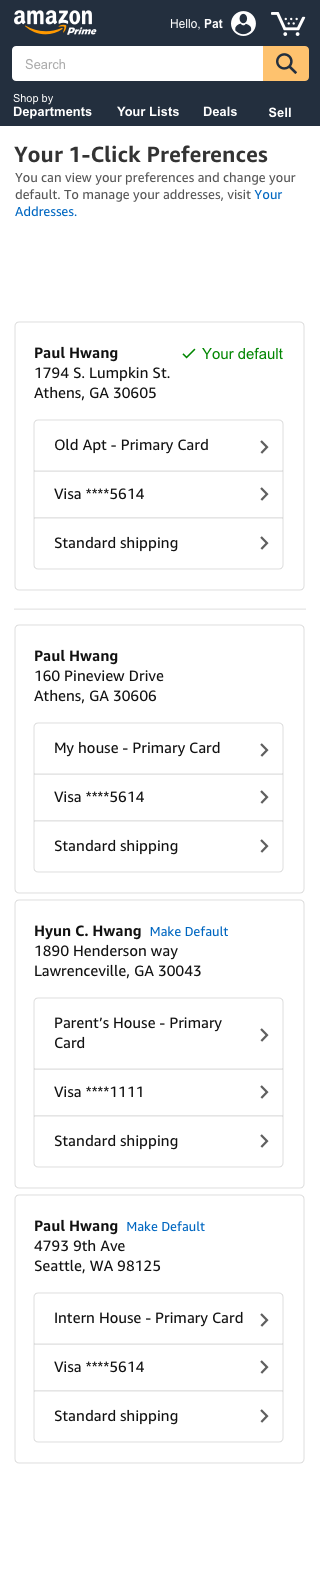 amazon
Prime
Hello, Pat
Search
Shop by
Departments Your Lists Deals Sell
Your 1-Click Preferences
You can view your preferences and change your
default. To manage your addresses, visit Your
Addresses.
Paul Hwang ✓ Your default
1794 S. Lumpkin St.
Athens, GA 30605
Old Apt - Primary Card
Visa ****5614
Standard shipping
Paul Hwang
160 Pineview Drive
Athens, GA 30606
My house - Primary Card
Visa ****5614
Standard shipping
Hyun C. Hwang Make Default
1890 Henderson way
Lawrenceville, GA 30043
Parent’s House - Primary
Card
Visa ****1111
Standard shipping
Paul Hwang Make Default
4793 9th Ave
Seattle, WA 98125
Intern House - Primary Card
Visa ****5614
Standard shipping